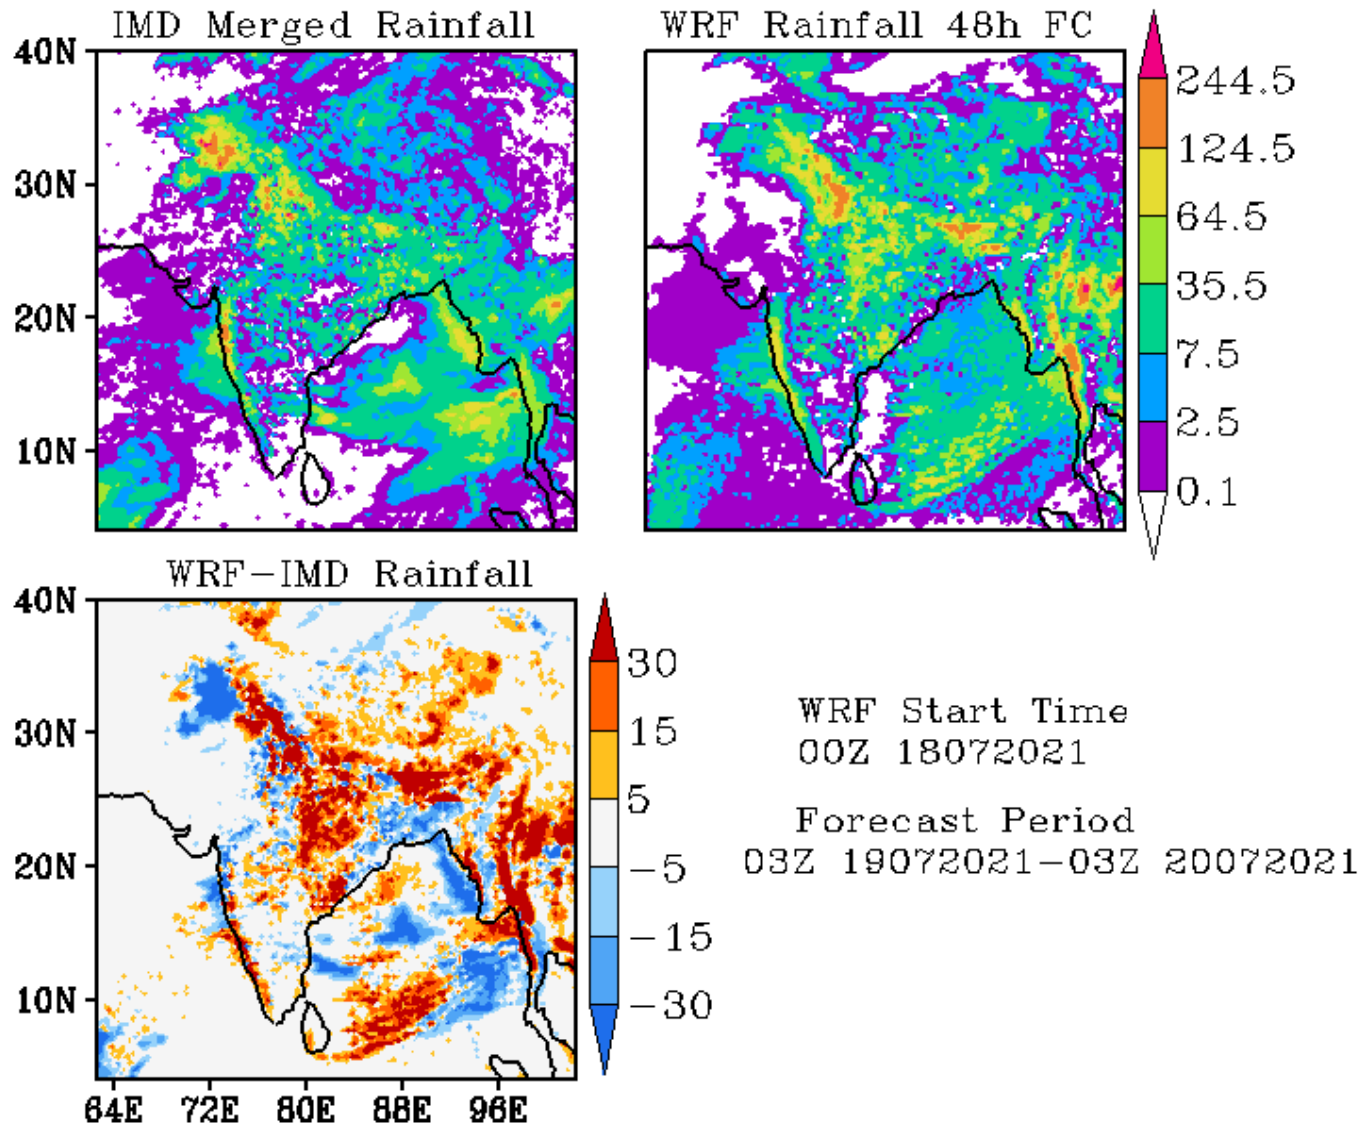 IMD Merged Rainfall
WRF Rainfall 48h FC
40N
30N
20N
10N
244.5
124.5
64.5
35.5
7.5
2.5
0.1
WRF-IMD Rainfall
40N
30N
20N
10N
64E 72E 80E 88E 96E
30
15
5
-5
-15
-30
WRF Start Time
00Z 18072021
Forecast Period
03Z 19072021-03Z 20072021